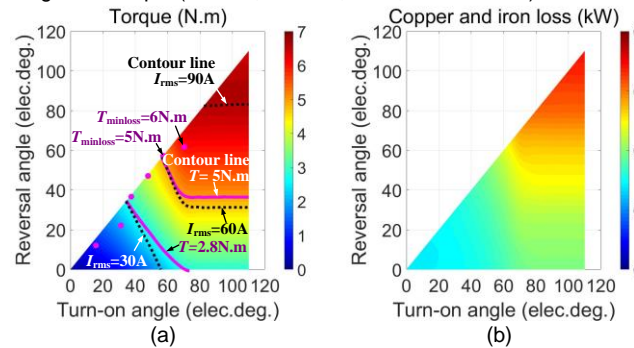 Torque (N.m)
120
100
80
60
40
20
0
Reversal angle (elec.deg.)
0 20 40 60 80 100 120
Turn-on angle (elec.deg.)
(a)
Contour line
Irms=90A
Tminloss=6N.m
Tminloss=5N.m
Contour line
T= 5N.m
Irms=60A
T=2.8N.m
Irms=30A
7
6
5
4
3
2
1
0
Copper and iron loss (kW)
120
100
80
60
40
20
0
Reversal angle (elec.deg.)
0 20 40 60 80 100 120
Turn-on angle (elec.deg.)
(b)